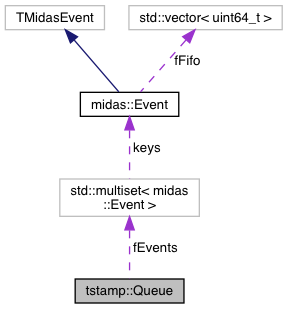 TMidasEvent
std::vector< uint64_t >
fFifo
midas::Event
keys
std::multiset< midas
::Event >
fEvents
tstamp::Queue